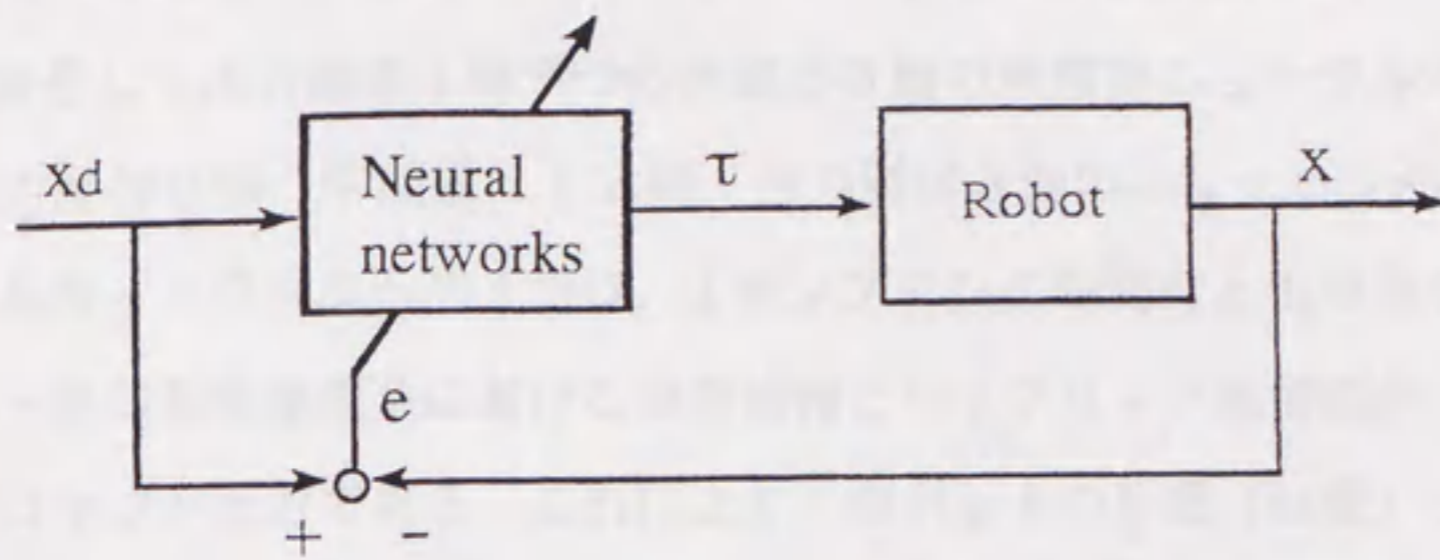 Xd
Neural
networks
τ
Robot
X
e
+ -